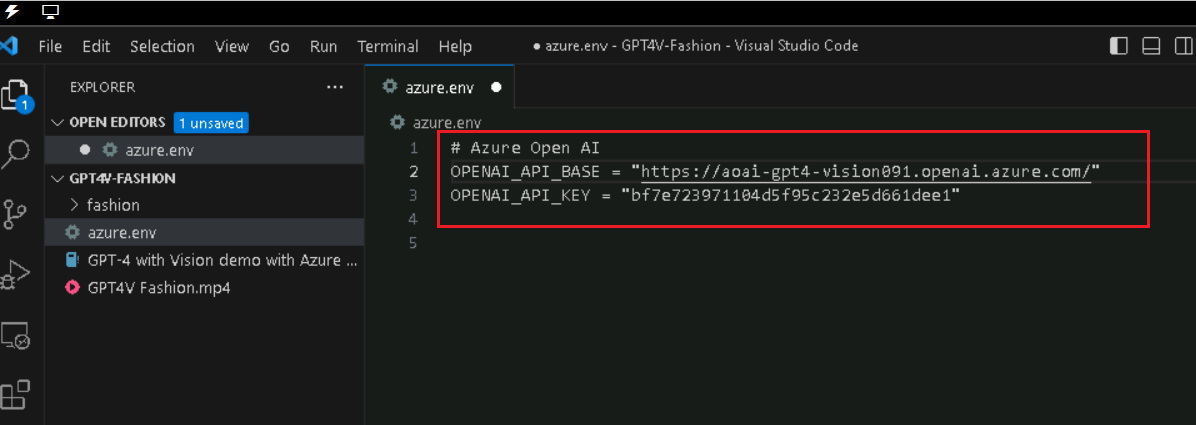 File Edit Selection View Go Run Terminal Help
● azure.env - GPT4V-Fashion - Visual Studio Code
EXPLORER ...
azure.env ●
1
OPEN EDITORS 1 unsaved
● azure.env
GPT4V-FASHION
> fashion
azure.env
GPT-4 with Vision demo with Azure ...
GPT4V Fashion.mp4
azure.env
1 # Azure Open AI
2 OPENAI_API_BASE = "https://aoai-gpt4-vision091.openai.azure.com/"
3 OPENAI_API_KEY = "bf7e723971104d5f95c232e5d661dee1"
4
5